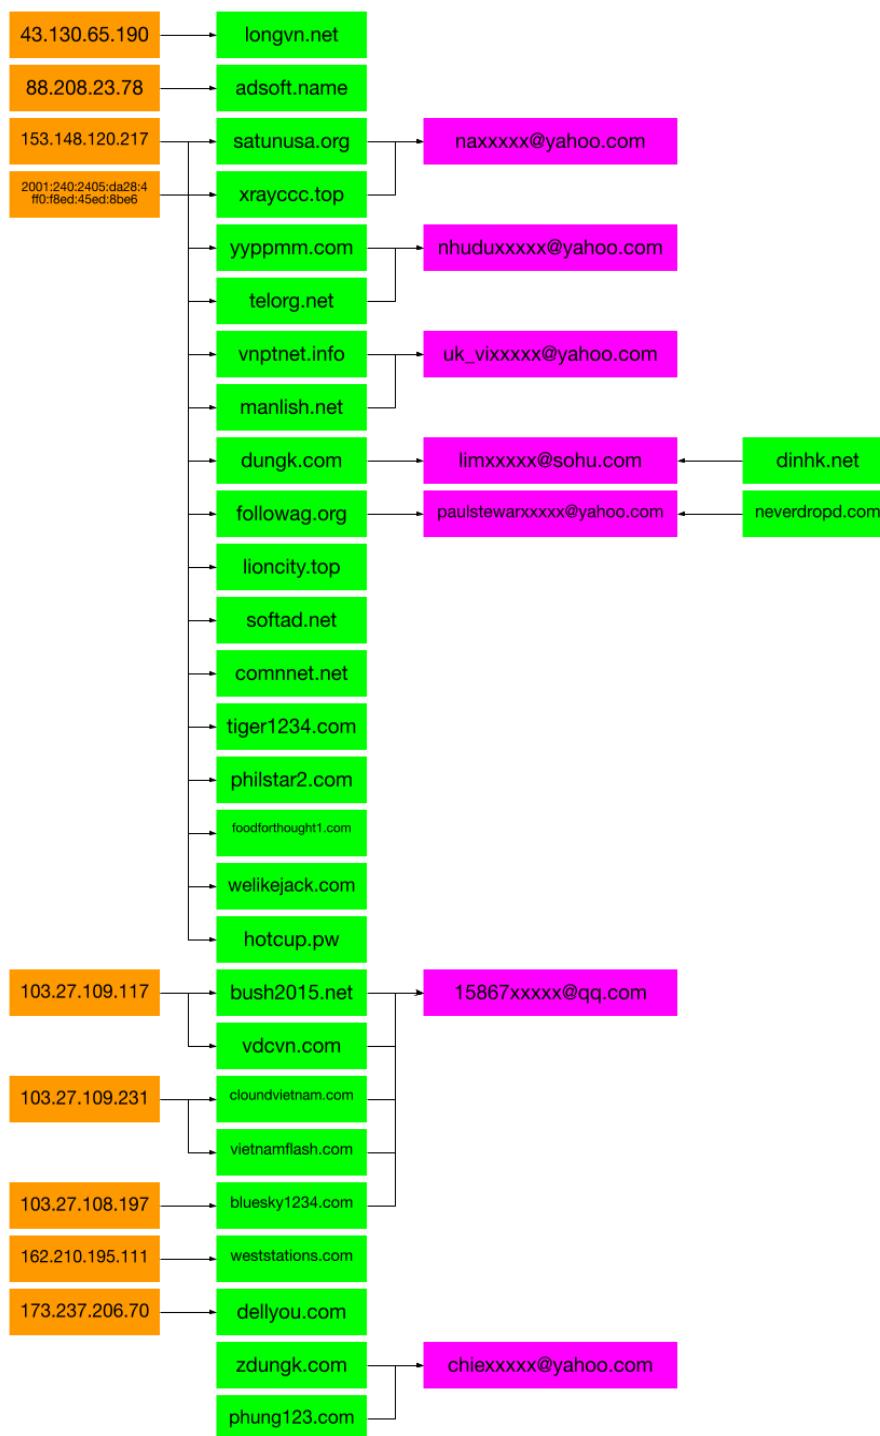 43.130.65.190
longvn.net
88.208.23.78
adsoft.name
153.148.120.217
satunusa.org
naxxxxx@yahoo.com
2001:240:2405:da28:4
ff0:f8ed:45ed:8be6
xrayccc.top
yyppmm.com
nhuduxxxxx@yahoo.com
telorg.net
vnptnet.info
uk_vixxxxx@yahoo.com
manlish.net
dungk.com
limxxxxx@sohu.com
dinhk.net
followag.org
paulstewarxxxxx@yahoo.com
neverdropd.com
lioncity.top
softad.net
comnnet.net
tiger1234.com
philstar2.com
foodforthought1.com
welikejack.com
hotcup.pw
103.27.109.117
bush2015.net
15867xxxxx@qq.com
vdcvn.com
103.27.109.231
cloundvietnam.com
vietnamflash.com
103.27.108.197
bluesky1234.com
162.210.195.111
weststations.com
173.237.206.70
dellyou.com
zdungk.com
chiexxxxx@yahoo.com
phung123.com